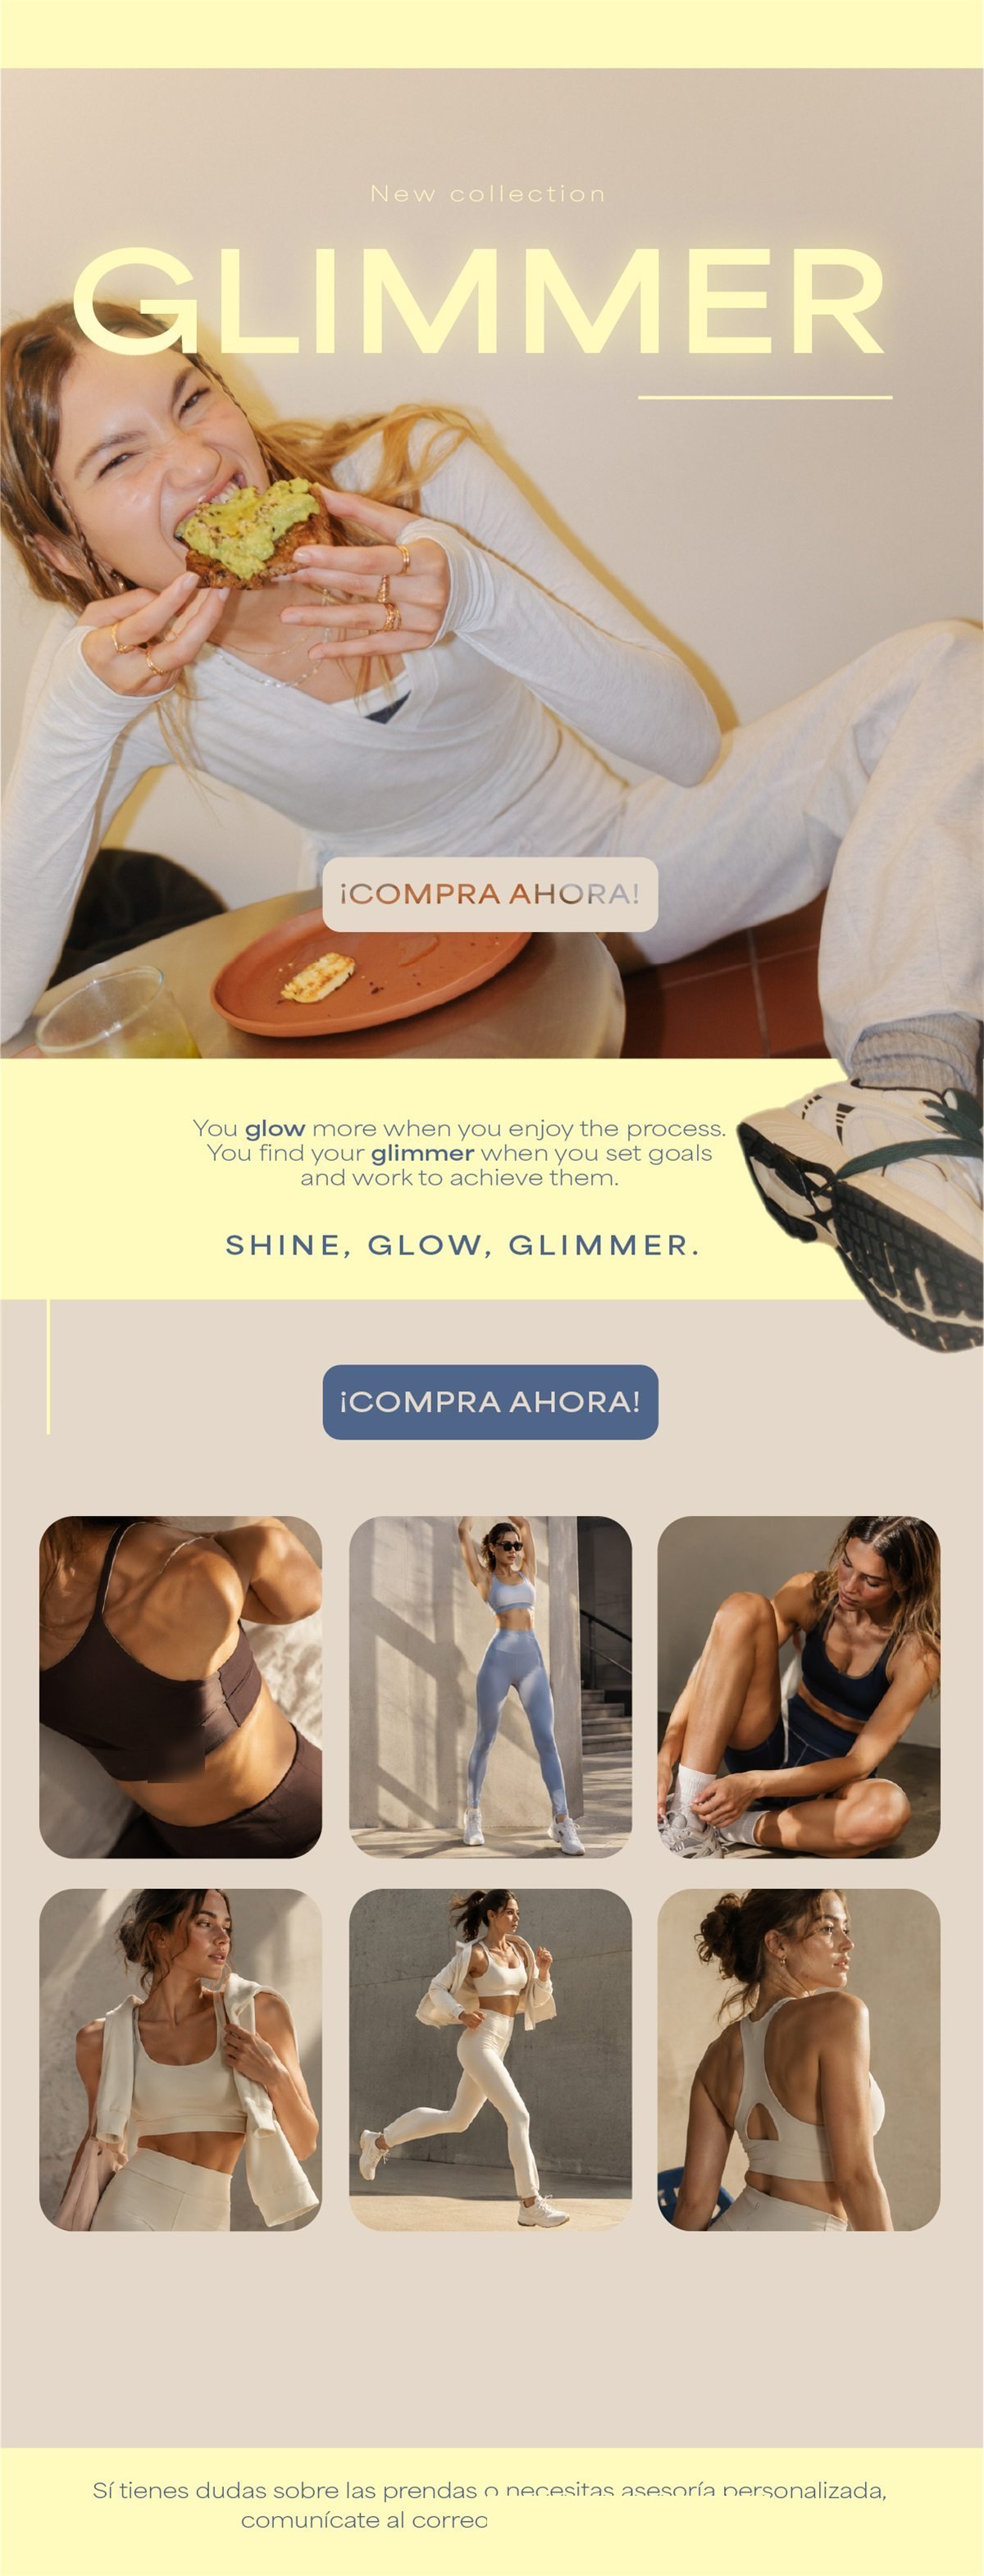 New collection
GLIMMER
¡COMPRA AHORA!
You glow more when you enjoy the process.
You find your glimmer when you set goals
and work to achieve them.
SHINE, GLOW, GLIMMER.
¡COMPRA AHORA!
Sí tienes dudas sobre las prendas o necesitas asesoría personalizada,
comunícate al correo